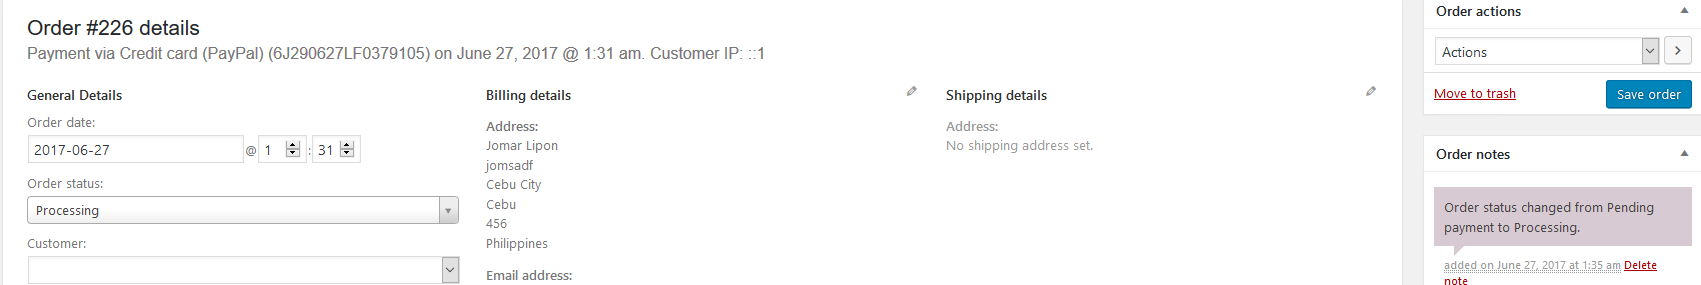 Order #226 details
Payment via Credit card (PayPal) (6J290627LF0379105) on June 27, 2017 @ 1:31 am. Customer IP: ::1
General Details
Order date:
2017-06-27 @ 1 : 31
Order status:
Processing
Customer:
Billing details
Address:
Jomar Lipon
jomsadf
Cebu City
Cebu
456
Philippines
Email address:
Shipping details
Address:
No shipping address set.
Order actions
Actions
Move to trash
Save order
Order notes
Order status changed from Pending
payment to Processing.
added on June 27, 2017 at 1:35 am Delete
note